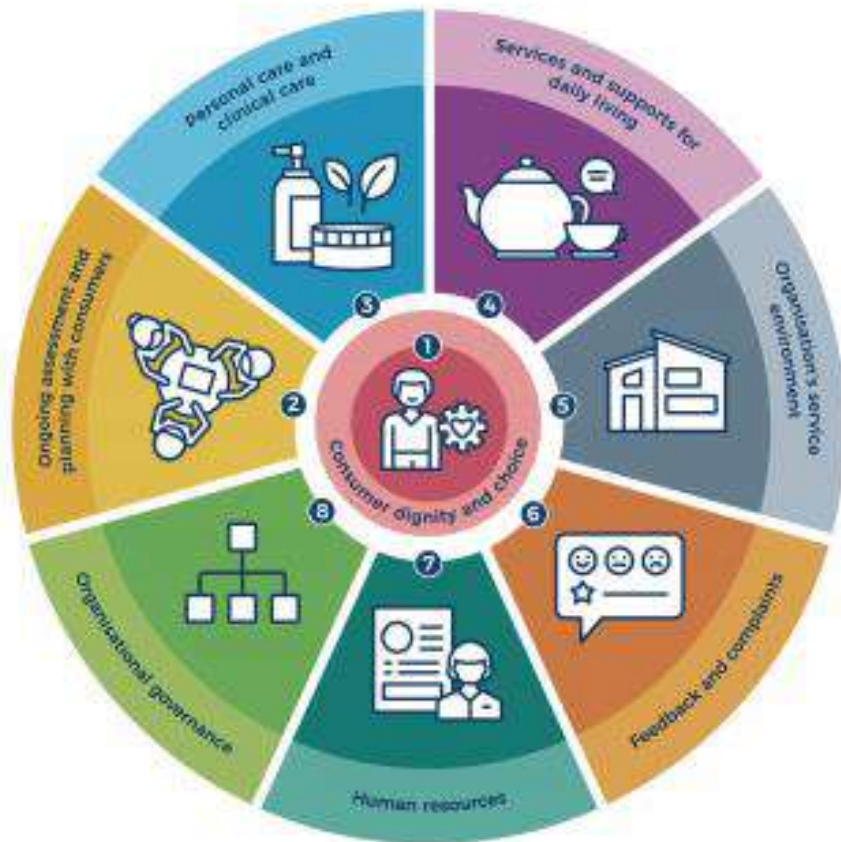 1
Consumer dignity and choice
2
Ongoing assessment and
planning with consumers
3
Personal care and
clinical care
4
Services and supports for
daily living
5
Organisation's service
environment
6
Feedback and complaints
7
Human resources
8
Organisational governance